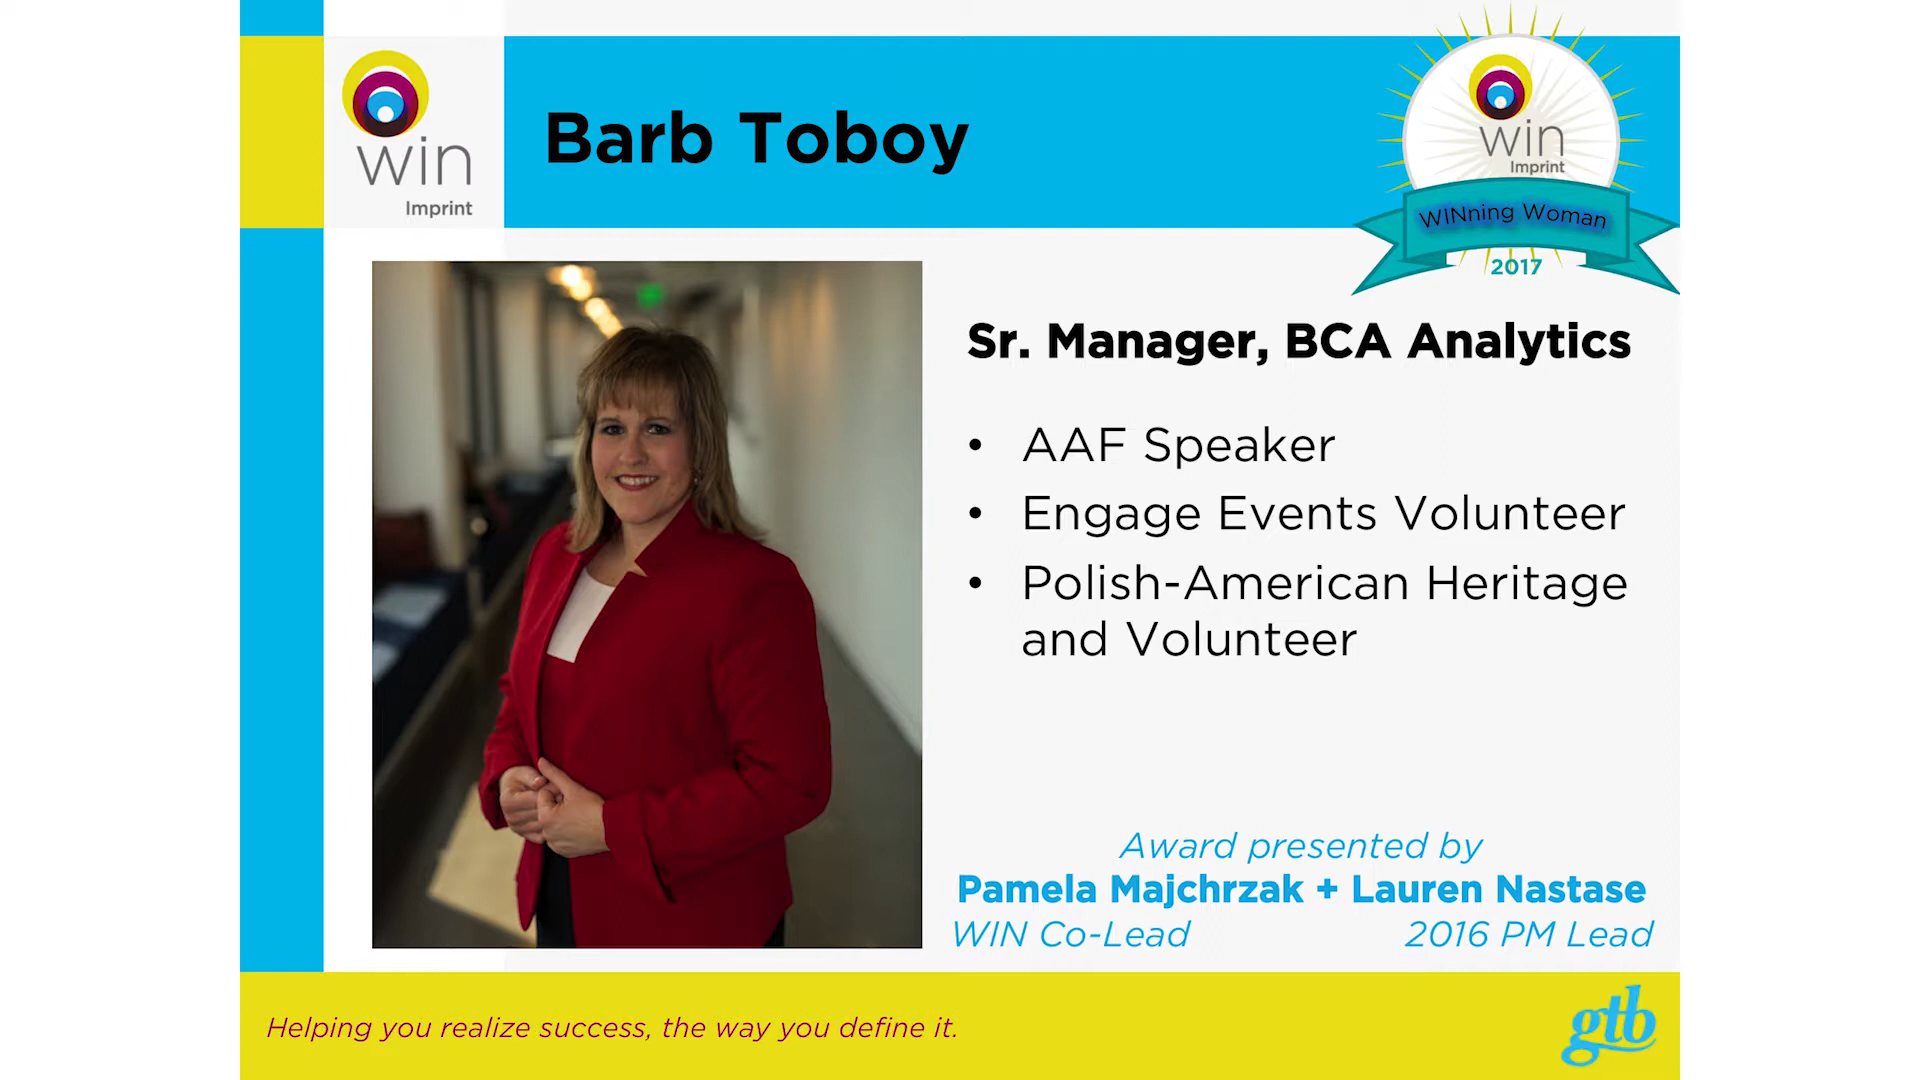 win
Imprint
Barb Toboy
win
Imprint
WINning Woman
2017
Sr. Manager, BCA Analytics
• AAF Speaker
• Engage Events Volunteer
• Polish-American Heritage
and Volunteer
Award presented by
Pamela Majchrzak + Lauren Nastase
WIN Co-Lead 2016 PM Lead
Helping you realize success, the way you define it.
gtb